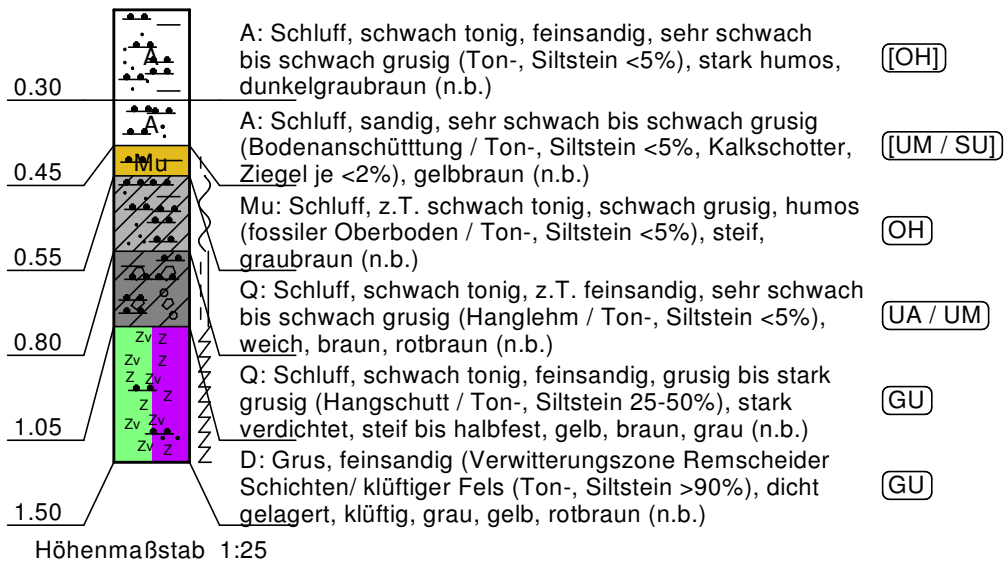 A: Schluff, schwach tonig, feinsandig, sehr schwach
bis schwach grusig (Ton-, Siltstein <5%), stark humos,
dunkelgraubraun (n.b.)
[OH]
0.30
A
A: Schluff, sandig, sehr schwach bis schwach grusig
(Bodenanschütttung / Ton-, Siltstein <5%, Kalkschotter,
Ziegel je <2%), gelbbraun (n.b.)
[UM / SU]
0.45
A
Mu: Schluff, z.T. schwach tonig, schwach grusig, humos
(fossiler Oberboden / Ton-, Siltstein <5%), steif,
graubraun (n.b.)
OH
0.55
Mu
Q: Schluff, schwach tonig, z.T. feinsandig, sehr schwach
bis schwach grusig (Hanglehm / Ton-, Siltstein <5%),
weich, braun, rotbraun (n.b.)
UA / UM
0.80
Q: Schluff, schwach tonig, feinsandig, grusig bis stark
grusig (Hangschutt / Ton-, Siltstein 25-50%), stark
verdichtet, steif bis halbfest, gelb, braun, grau (n.b.)
GU
1.05
D: Grus, feinsandig (Verwitterungszone Remscheider
Schichten/ klüftiger Fels (Ton-, Siltstein >90%), dicht
gelagert, klüftig, grau, gelb, rotbraun (n.b.)
GU
1.50
Zv Z
Zv Z
Z Zv
Z Z
Zv Zv
Zv Z
Höhenmaßstab 1:25